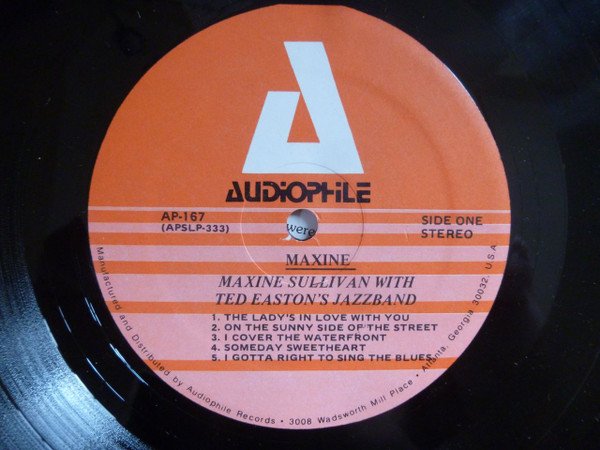 AUDIOPHILE
AP-167
(APSLP-333)
SIDE ONE
STEREO
were
MAXINE
MAXINE SULLIVAN WITH
TED EASTON'S JAZZBAND
1. THE LADY'S IN LOVE WITH YOU
2. ON THE SUNNY SIDE OF THE STREET
3. I COVER THE WATERFRONT
4. SOMEDAY SWEETHEART
5. I GOTTA RIGHT TO SING THE BLUES
Manufactured and Distributed by Audiophile Records • 3008 Wadsworth Mill Place • Atlanta, Georgia 30032, U.S.A